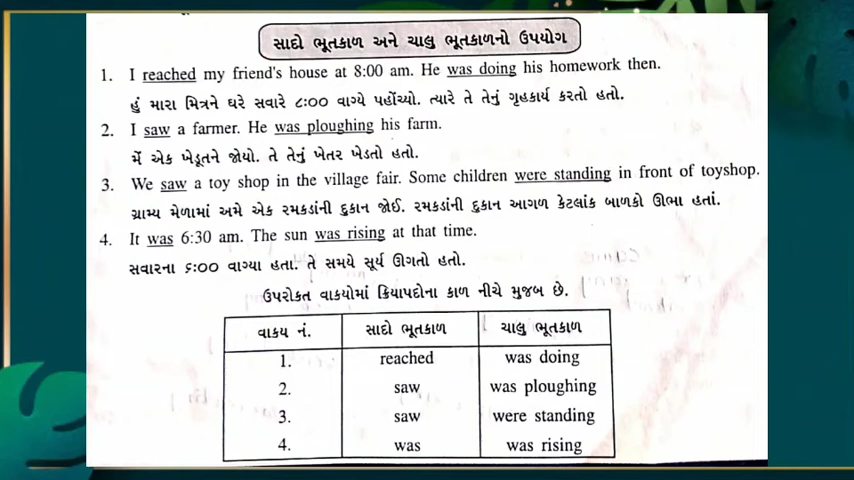 સાદો ભૂતકાળ અને ચાલુ ભૂતકાળનો ઉપયોગ
1. I reached my friend's house at 8:00 am. He was doing his homework then.
હું મારા મિત્રને ઘરે સવારે ૮:૦૦ વાગ્યે પહોંચ્યો. ત્યારે તે તેનું ગૃહકાર્ય કરતો હતો.
2. I saw a farmer. He was ploughing his farm.
મેં એક ખેડૂતને જોયો. તે તેનું ખેતર ખેડતો હતો.
3. We saw a toy shop in the village fair. Some children were standing in front of toyshop.
ગ્રામ્ય મેળામાં અમે એક રમકડાંની દુકાન જોઈ. રમકડાંની દુકાન આગળ કેટલાંક બાળકો ઊભા હતાં.
4. It was 6:30 am. The sun was rising at that time.
સવારના ૬:૦૦ વાગ્યા હતા. તે સમયે સૂર્ય ઊગતો હતો.
ઉપરોકત વાકયોમાં ક્રિયાપદોના કાળ નીચે મુજબ છે.
વાકય નં. સાદો ભૂતકાળ ચાલુ ભૂતકાળ
1. reached was doing
2. saw was ploughing
3. saw were standing
4. was was rising